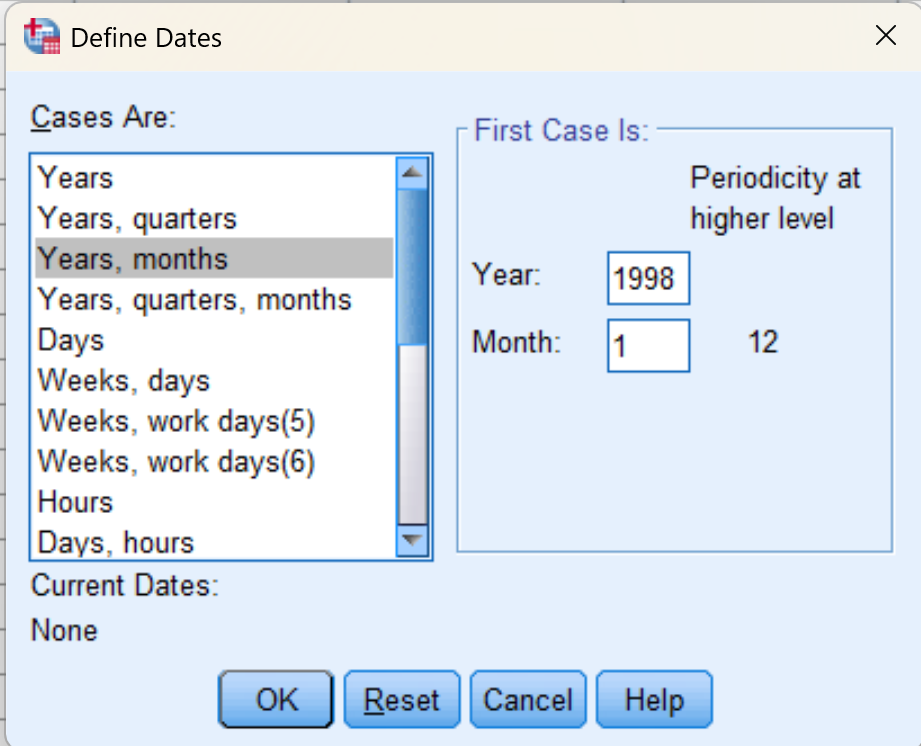 Define Dates
Cases Are:
Years
Years, quarters
Years, months
Years, quarters, months
Days
Weeks, days
Weeks, work days(5)
Weeks, work days(6)
Hours
Days, hours
Current Dates:
None
First Case Is:
Periodicity at
higher level
Year: 1998
Month: 1 12
OK Reset Cancel Help